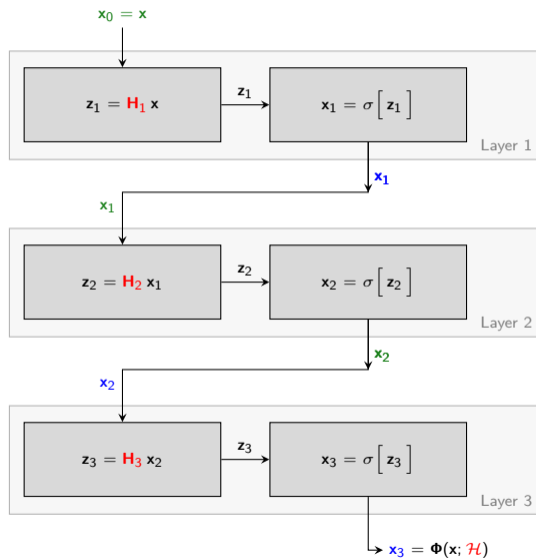 x₀ = x
z₁ = H₁ x
z₁
x₁ = σ[ z₁ ]
Layer 1
x₁
x₁
z₂ = H₂ x₁
z₂
x₂ = σ[ z₂ ]
Layer 2
x₂
x₂
z₃ = H₃ x₂
z₃
x₃ = σ[ z₃ ]
Layer 3
x₃ = Φ(x; ℋ)